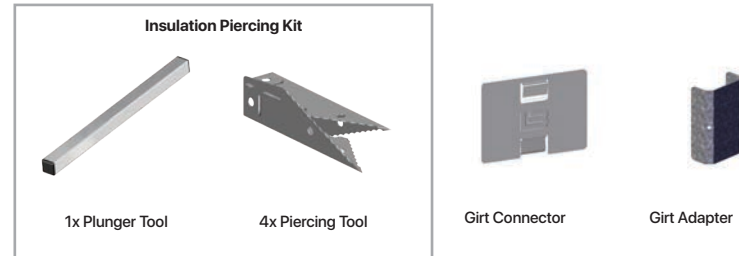 Insulation Piercing Kit
1x Plunger Tool
4x Piercing Tool
Girt Connector
Girt Adapter